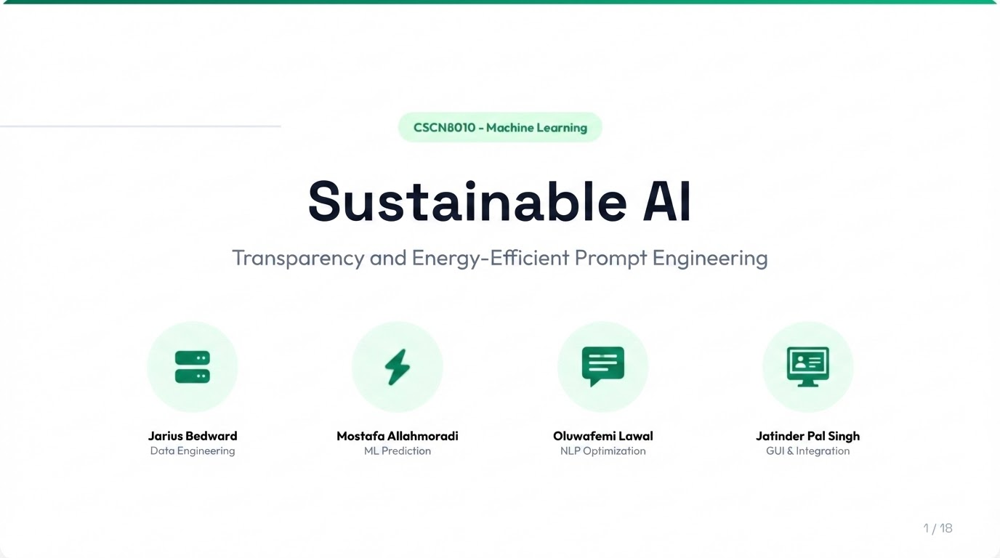 CSCN8010 - Machine Learning
Sustainable AI
Transparency and Energy-Efficient Prompt Engineering
Jarius Bedward
Data Engineering
Mostafa Allahmoradi
ML Prediction
Oluwafemi Lawal
NLP Optimization
Jatinder Pal Singh
GUI & Integration
1 / 18